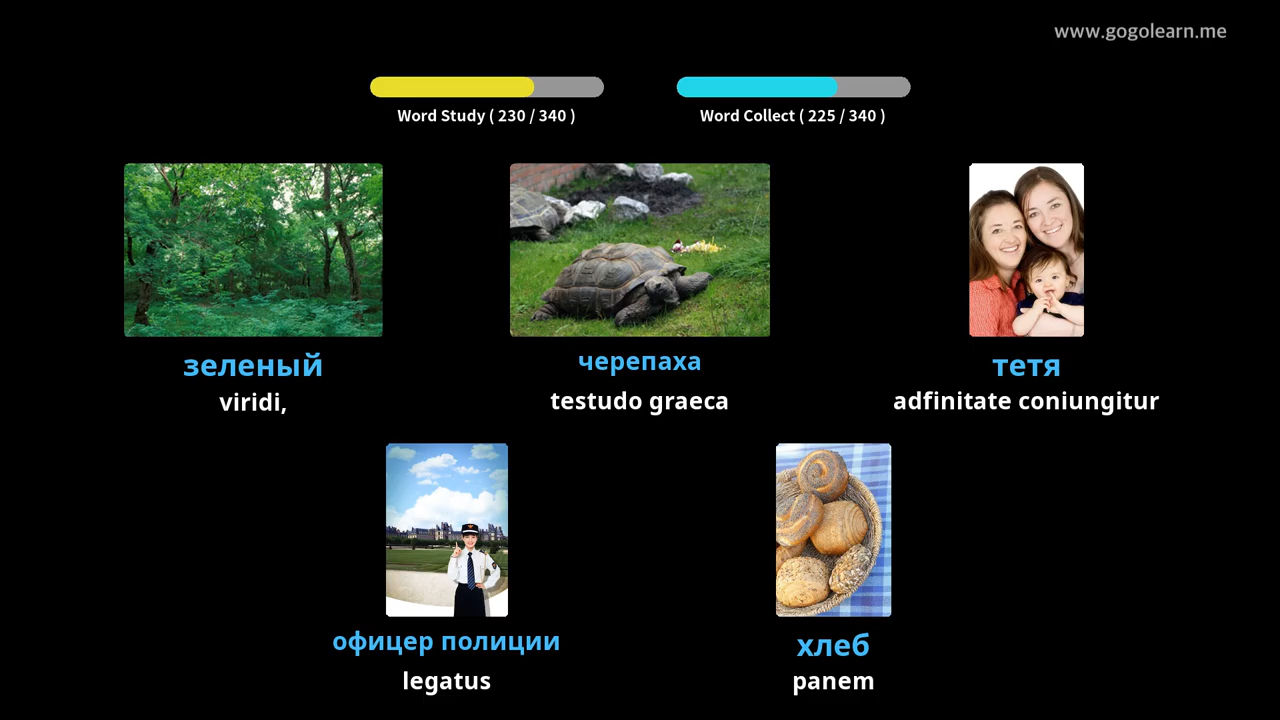 www.gogolearn.me
Word Study ( 230 / 340 )
Word Collect ( 225 / 340 )
зеленый
viridi,
черепаха
testudo graeca
тетя
adfinitate coniungitur
офицер полиции
legatus
хлеб
panem